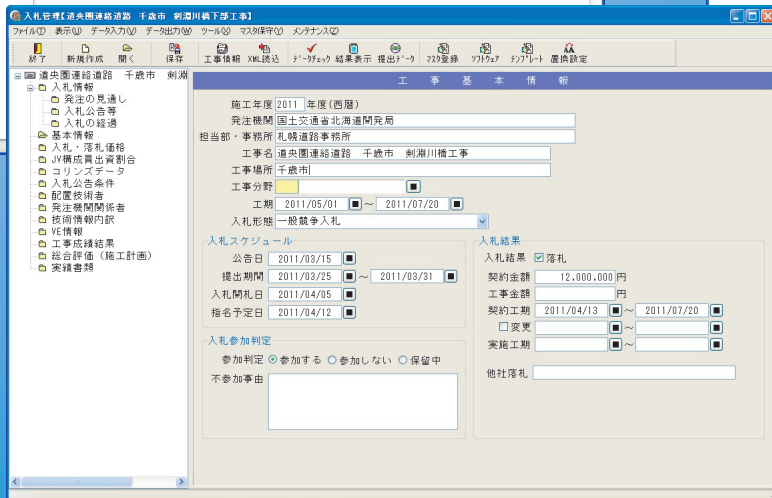 入札管理【道央圏連絡道路　千歳市　剣淵川橋下部工事】
ファイル(F) 表示(U) データ入力(V) データ出力(W) ツール(X) マスタ保守(Y) メンテナンス(Z)
終了 新規作成 開く 保存 工事情報 XML読込 データチェック 結果表示 提出データ マスタ登録 ソフトウェア テンプレート 置換設定
道央圏連絡道路　千歳市　剣淵
入札情報
発注の見通し
入札公告等
入札の経過
基本情報
入札・落札価格
JV構成員出資割合
コリンズデータ
入札公告条件
配置技術者
発注機関関係者
技術情報内訳
VE情報
工事成績結果
総合評価（施工計画）
実績書類
工事基本情報
施工年度 2011 年度(西暦)
発注機関 国土交通省北海道開発局
担当部・事務所 札幌道路事務所
工事名 道央圏連絡道路　千歳市　剣淵川橋工事
工事場所 千歳市
工事分野
工期 2011/05/01 ～ 2011/07/20
入札形態 一般競争入札
入札スケジュール
公告日 2011/03/15
提出期間 2011/03/25 ～ 2011/03/31
入札開札日 2011/04/05
指名予定日 2011/04/12
入札参加判定
参加判定 参加する 参加しない 保留中
不参加事由
入札結果
入札結果 落札
契約金額 12,000,000 円
工事金額 円
契約工期 2011/04/13 ～ 2011/07/20
変更 ～
実施工期 ～
他社落札